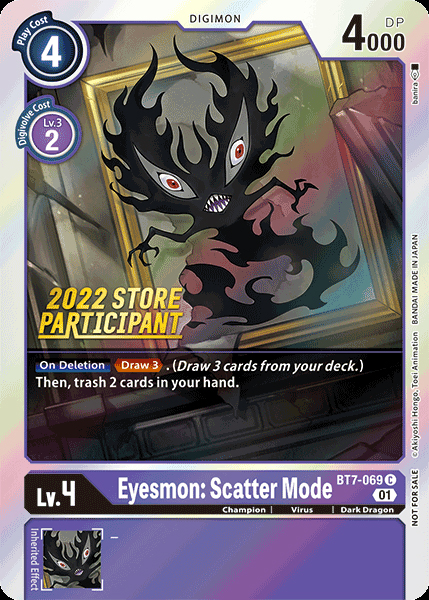 DIGIMON
Play Cost
4
4000
DP
Digivolve Cost
Lv.3
2
banira
2022 STORE
PARTICIPANT
On Deletion Draw 3 . (Draw 3 cards from your deck.)
Then, trash 2 cards in your hand.
©Akiyoshi Hongo, Toei Animation BANDAI MADE IN JAPAN
NOT FOR SALE
Lv.4
Eyesmon: Scatter Mode
BT7-069 C
01
Champion | Virus | Dark Dragon
Inherited Effect
–